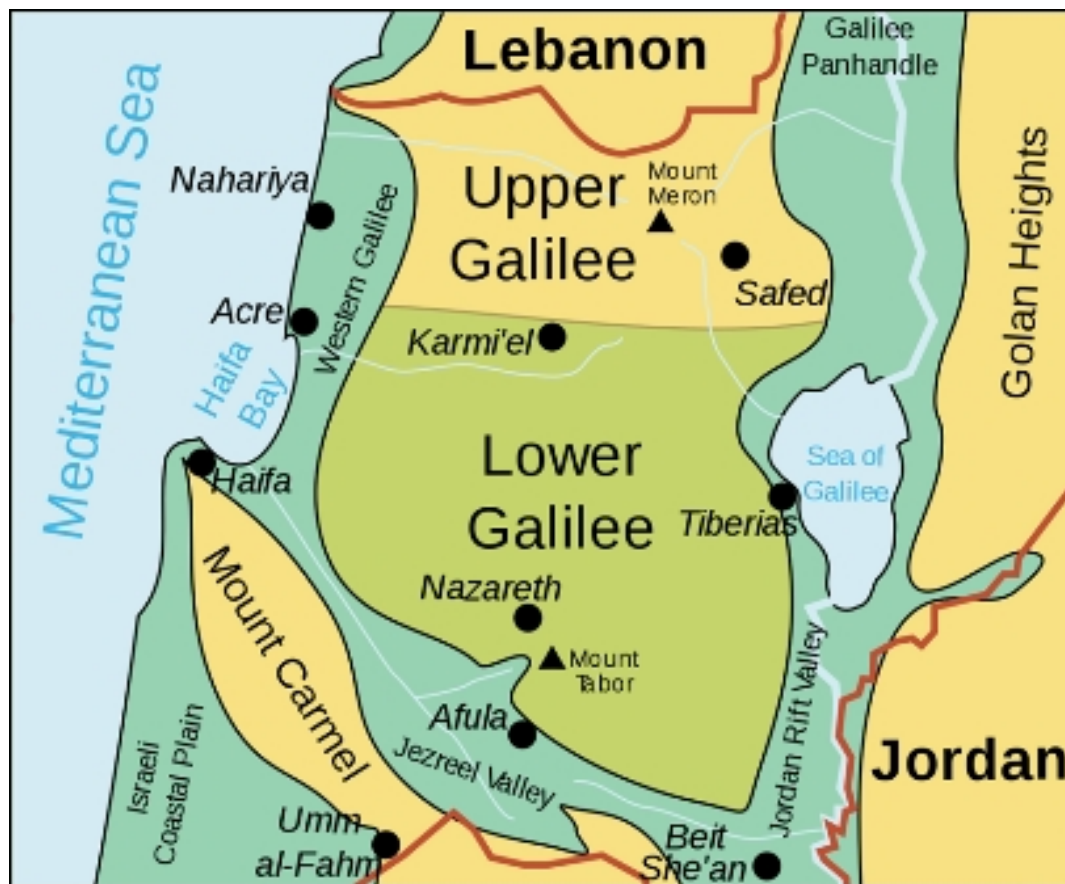 Lebanon
Galilee
Panhandle
Mediterranean Sea
Nahariya
Western Galilee
Upper
Galilee
Mount
Meron
Safed
Golan Heights
Acre
Karmi'el
Haifa
Bay
Haifa
Lower
Galilee
Sea of
Galilee
Tiberias
Nazareth
Mount
Tabor
Mount Carmel
Afula
Jezreel Valley
Jordan Rift Valley
Jordan
Israeli
Coastal Plain
Umm
al-Fahm
Beit
She'an